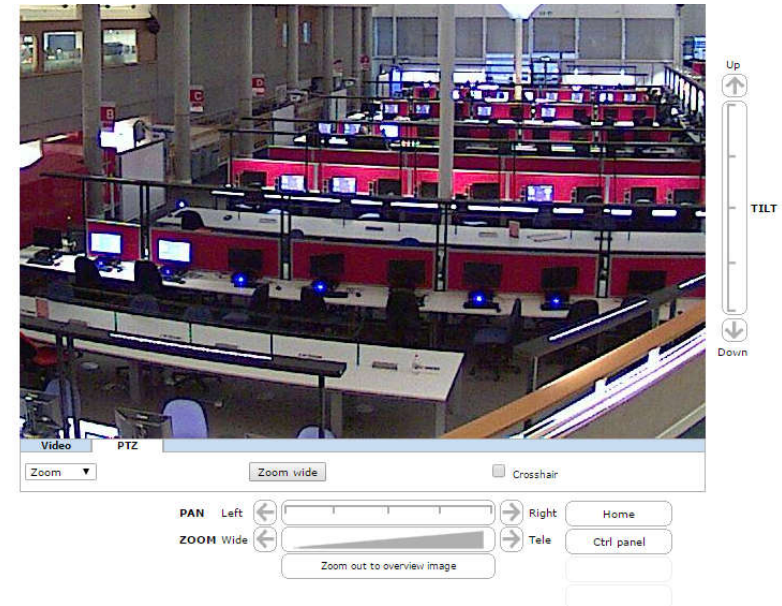 B
C
D
Up
TILT
Down
Video PTZ
Zoom ▼ Zoom wide Crosshair
PAN Left Right Home
ZOOM Wide Tele Ctrl panel
Zoom out to overview image